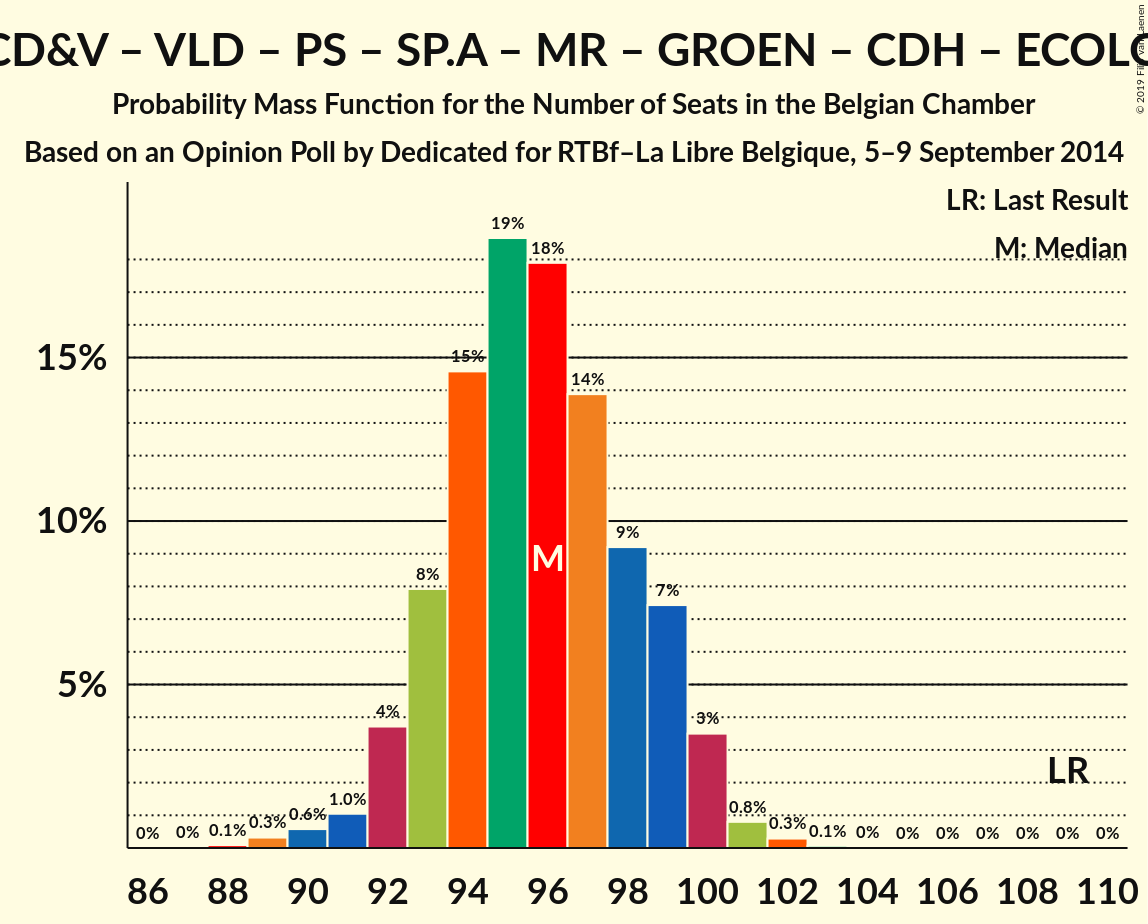 CD&V – VLD – PS – SP.A – MR – GROEN – CDH – ECOLO
Probability Mass Function for the Number of Seats in the Belgian Chamber
Based on an Opinion Poll by Dedicated for RTBf–La Libre Belgique, 5–9 September 2014
© 2019 Filip van Laenen
LR: Last Result
M: Median
15%
10%
5%
0% 0% 0.1% 0.3% 0.6% 1.0% 4% 8% 15% 19% 18% 14% 9% 7% 3% 0.8% 0.3% 0.1% 0% 0% 0% 0% 0% 0% 0%
M
LR
86 88 90 92 94 96 98 100 102 104 106 108 110